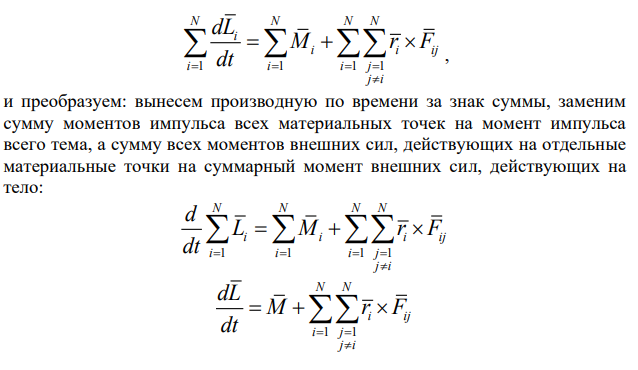 $$\sum_{i=1}^{N} \frac{d\overline{L}_i}{dt} = \sum_{i=1}^{N} \overline{M}_i + \sum_{i=1}^{N} \sum_{\substack{j=1 \\ j \neq i}}^{N} \overline{r}_i \times \overline{F}_{ij},$$
и преобразуем: вынесем производную по времени за знак суммы, заменим
сумму моментов импульса всех материальных точек на момент импульса
всего тема, а сумму всех моментов внешних сил, действующих на отдельные
материальные точки на суммарный момент внешних сил, действующих на
тело:
$$\frac{d}{dt} \sum_{i=1}^{N} \overline{L}_i = \sum_{i=1}^{N} \overline{M}_i + \sum_{i=1}^{N} \sum_{\substack{j=1 \\ j \neq i}}^{N} \overline{r}_i \times \overline{F}_{ij}$$
$$\frac{d\overline{L}}{dt} = \overline{M} + \sum_{i=1}^{N} \sum_{\substack{j=1 \\ j \neq i}}^{N} \overline{r}_i \times \overline{F}_{ij}$$